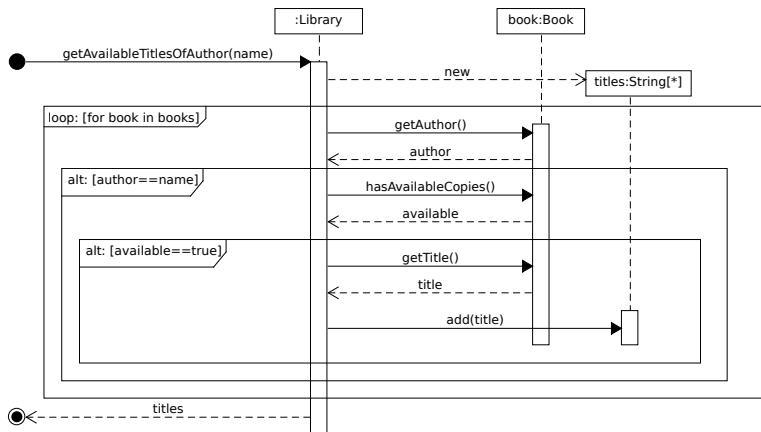 :Library
book:Book
getAvailableTitlesOfAuthor(name)
new
titles:String[*]
loop: [for book in books]
getAuthor()
author
alt: [author==name]
hasAvailableCopies()
available
alt: [available==true]
getTitle()
title
add(title)
titles